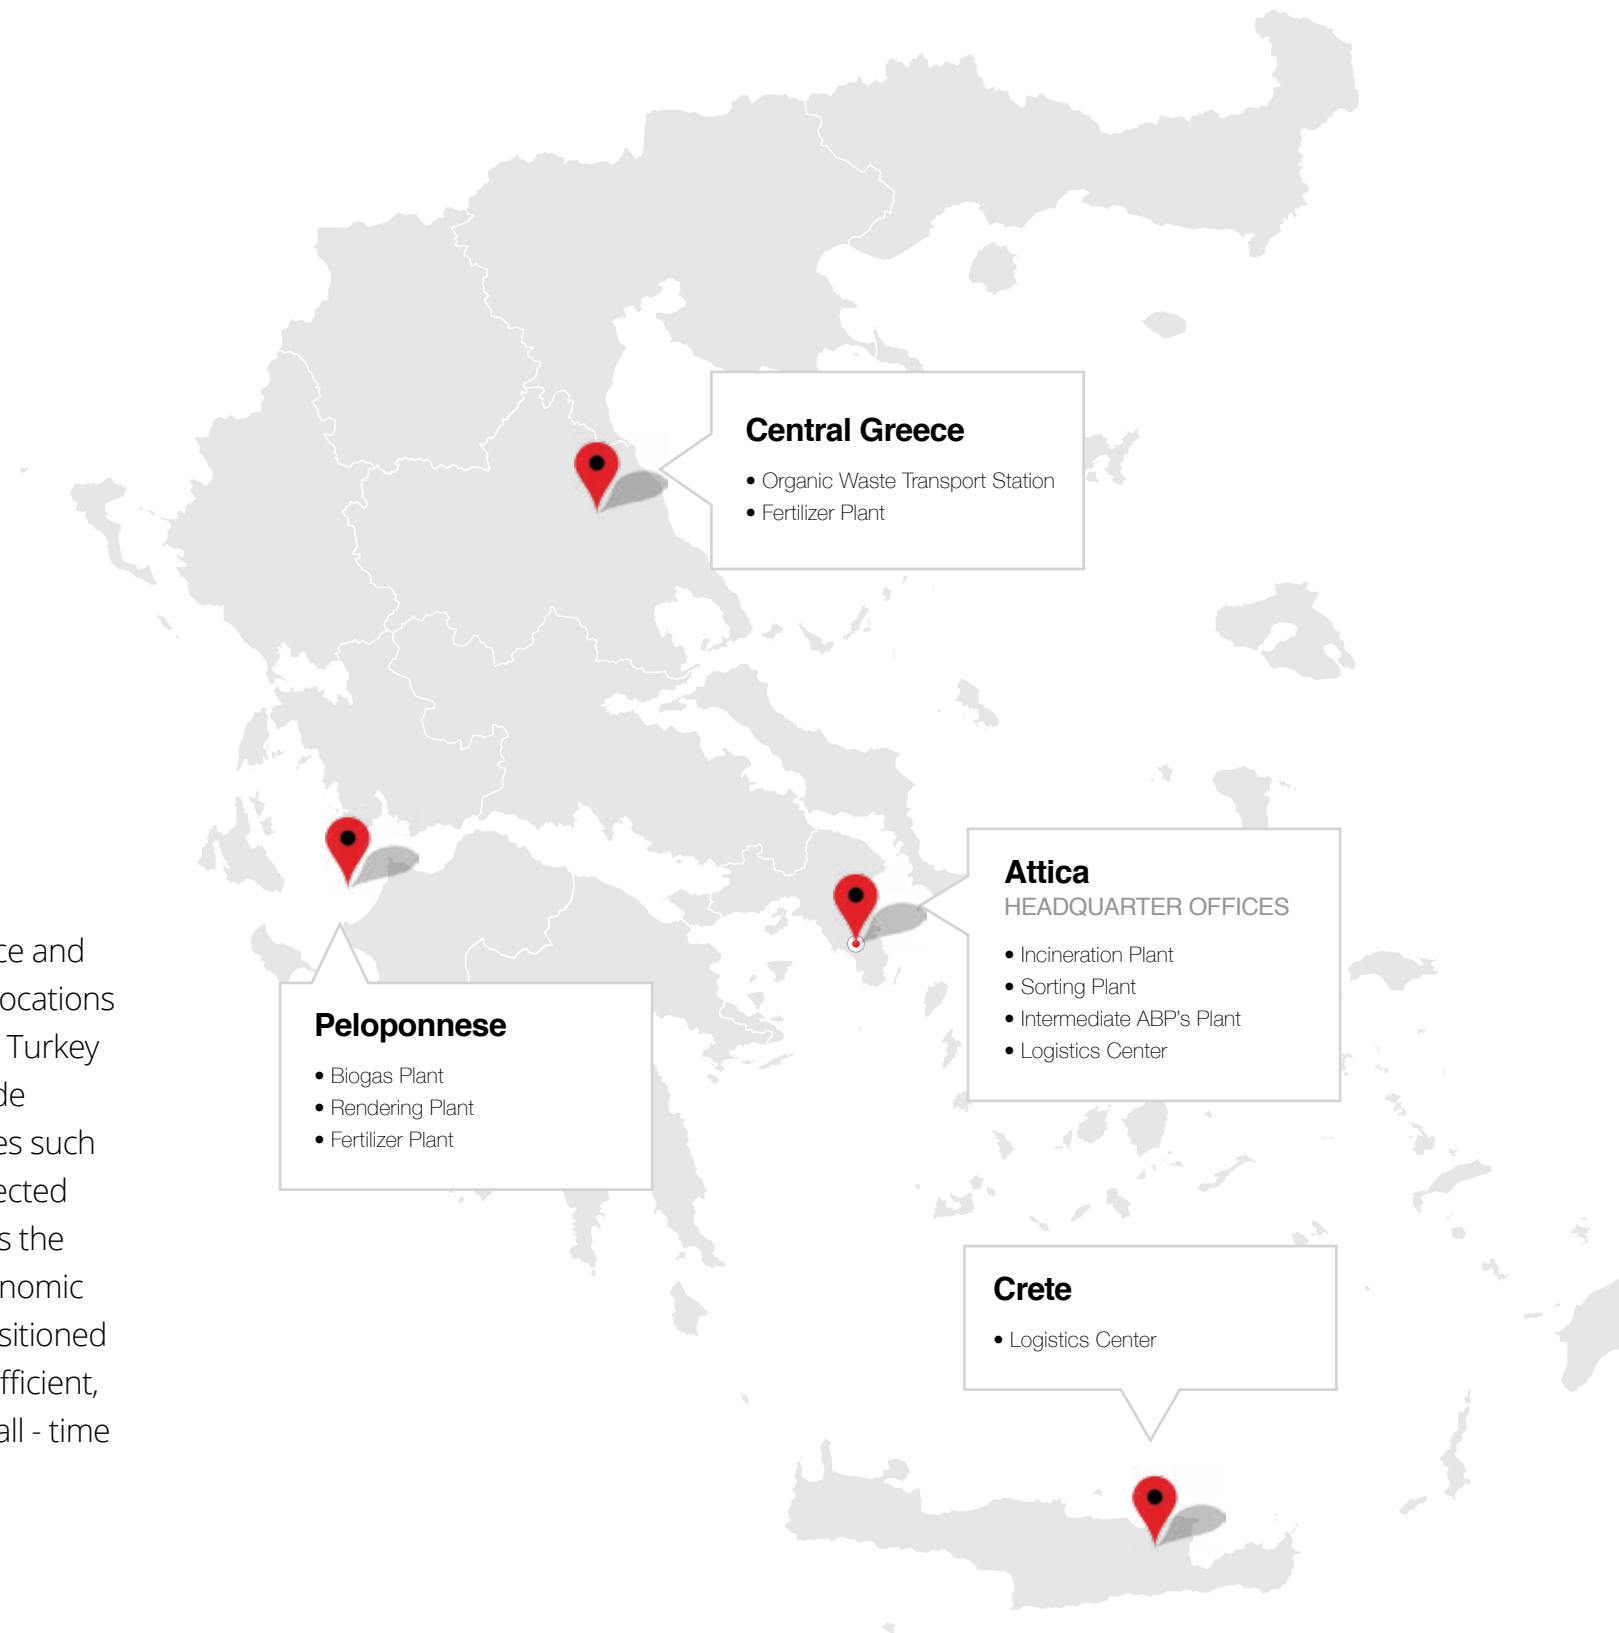 ce and
ocations
Turkey
de
es such
ected
s the
nomic
sitioned
fficient,
all - time
Central Greece
• Organic Waste Transport Station
• Fertilizer Plant
Attica
HEADQUARTER OFFICES
• Incineration Plant
• Sorting Plant
• Intermediate ABP's Plant
• Logistics Center
Peloponnese
• Biogas Plant
• Rendering Plant
• Fertilizer Plant
Crete
• Logistics Center